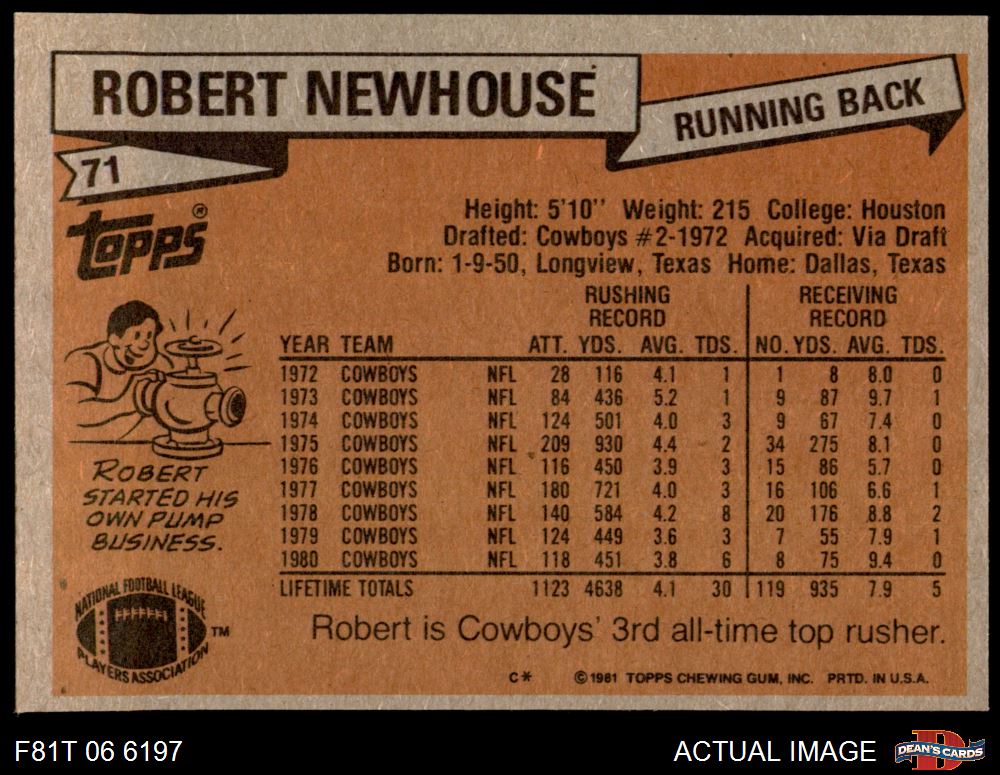 ROBERT NEWHOUSE
RUNNING BACK
71
TOPPS®
Height: 5'10'' Weight: 215 College: Houston
Drafted: Cowboys #2-1972 Acquired: Via Draft
Born: 1-9-50, Longview, Texas Home: Dallas, Texas
RUSHING RECORD RECEIVING RECORD
YEAR TEAM ATT. YDS. AVG. TDS. NO. YDS. AVG. TDS.
1972 COWBOYS NFL 28 116 4.1 1 1 8 8.0 0
1973 COWBOYS NFL 84 436 5.2 1 9 87 9.7 1
1974 COWBOYS NFL 124 501 4.0 3 9 67 7.4 0
1975 COWBOYS NFL 209 930 4.4 2 34 275 8.1 0
1976 COWBOYS NFL 116 450 3.9 3 15 86 5.7 0
1977 COWBOYS NFL 180 721 4.0 3 16 106 6.6 1
1978 COWBOYS NFL 140 584 4.2 8 20 176 8.8 2
1979 COWBOYS NFL 124 449 3.6 3 7 55 7.9 1
1980 COWBOYS NFL 118 451 3.8 6 8 75 9.4 0
LIFETIME TOTALS 1123 4638 4.1 30 119 935 7.9 5
ROBERT
STARTED HIS
OWN PUMP
BUSINESS.
NATIONAL FOOTBALL LEAGUE
PLAYERS ASSOCIATION
TM
Robert is Cowboys' 3rd all-time top rusher.
C* ©1981 TOPPS CHEWING GUM, INC. PRTD. IN U.S.A.
F81T 06 6197
ACTUAL IMAGE
D
DEAN'S CARDS